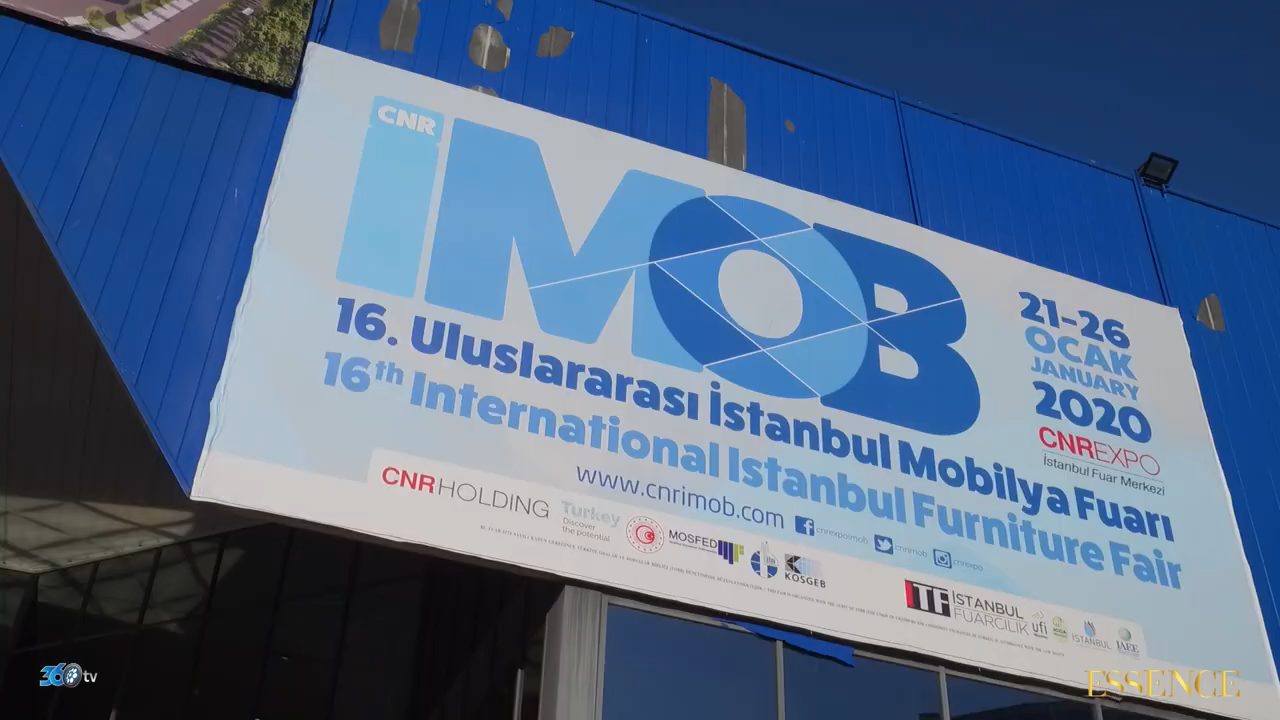 CNR
İMOB
16. Uluslararası İstanbul Mobilya Fuarı
16th International Istanbul Furniture Fair
21-26
OCAK
JANUARY
2020
CNREXPO
İstanbul Fuar Merkezi
www.cnrimob.com
cnrexpoimob
cnrimob
cnrexpo
CNRHOLDING
Turkey
Discover
the potential
MOSFED
KOSGEB
ITF
İSTANBUL
FUARCILIK
ufi
İSTANBUL
IAEE
360tv
ESSENCE